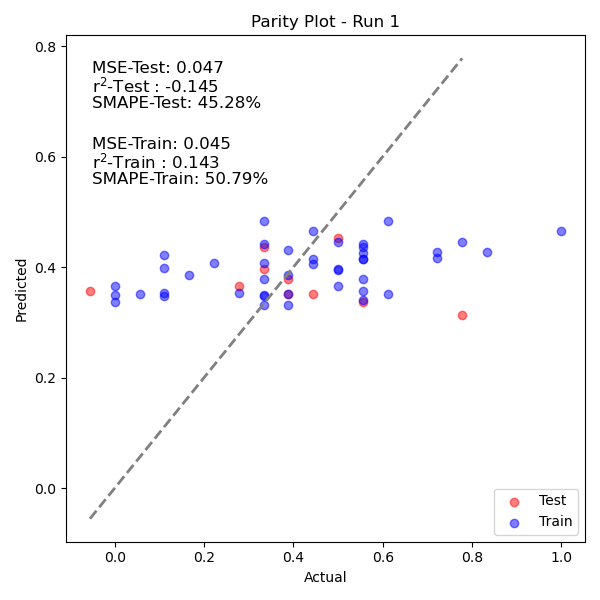 Parity Plot - Run 1
MSE-Test: 0.047
r²-Test : -0.145
SMAPE-Test: 45.28%
MSE-Train: 0.045
r²-Train : 0.143
SMAPE-Train: 50.79%
0.8
0.6
0.4
0.2
0.0
Predicted
Test
Train
0.0 0.2 0.4 0.6 0.8 1.0
Actual